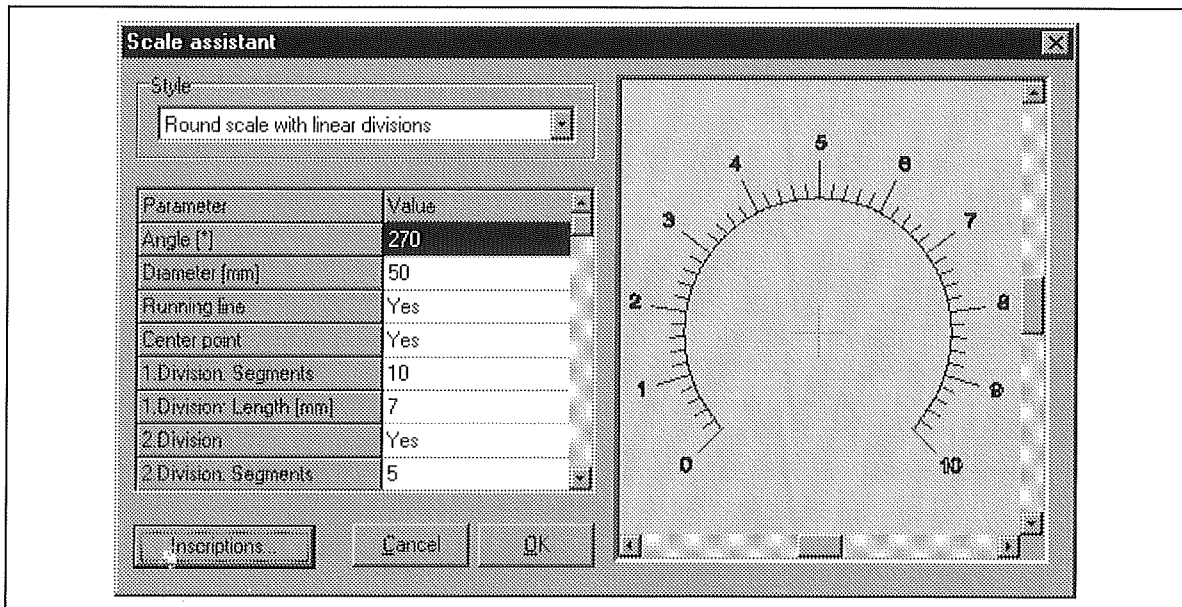 Scale assistant
Style
Round scale with linear divisions
Parameter Value
Angle [°] 270
Diameter [mm] 50
Running line Yes
Center point Yes
1.Division: Segments 10
1.Division: Length [mm] 7
2.Division Yes
2.Division: Segments 5
Inscriptions... Cancel OK
0
1
2
3
4
5
6
7
8
9
10